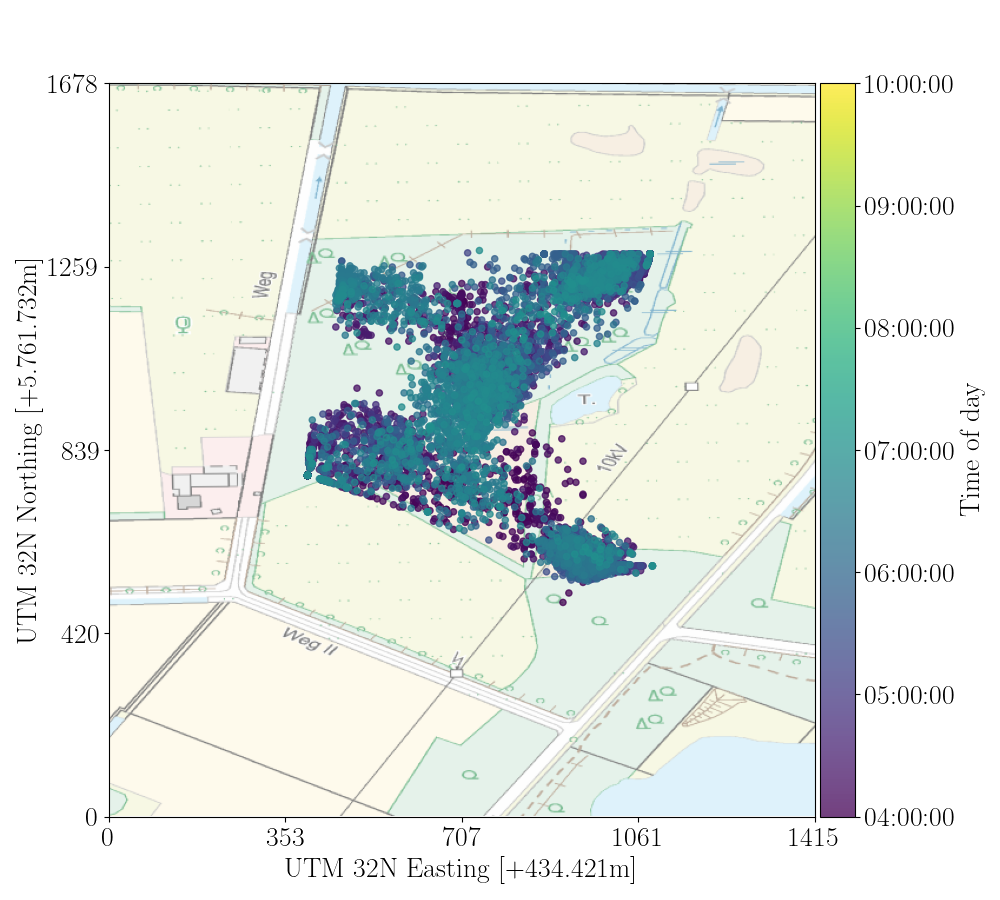 1678
1259
839
420
0
UTM 32N Northing [+5.761.732m]
Weg
T.
10kV
Weg II
0
353
707
1061
1415
UTM 32N Easting [+434.421m]
10:00:00
09:00:00
08:00:00
07:00:00
06:00:00
05:00:00
04:00:00
Time of day